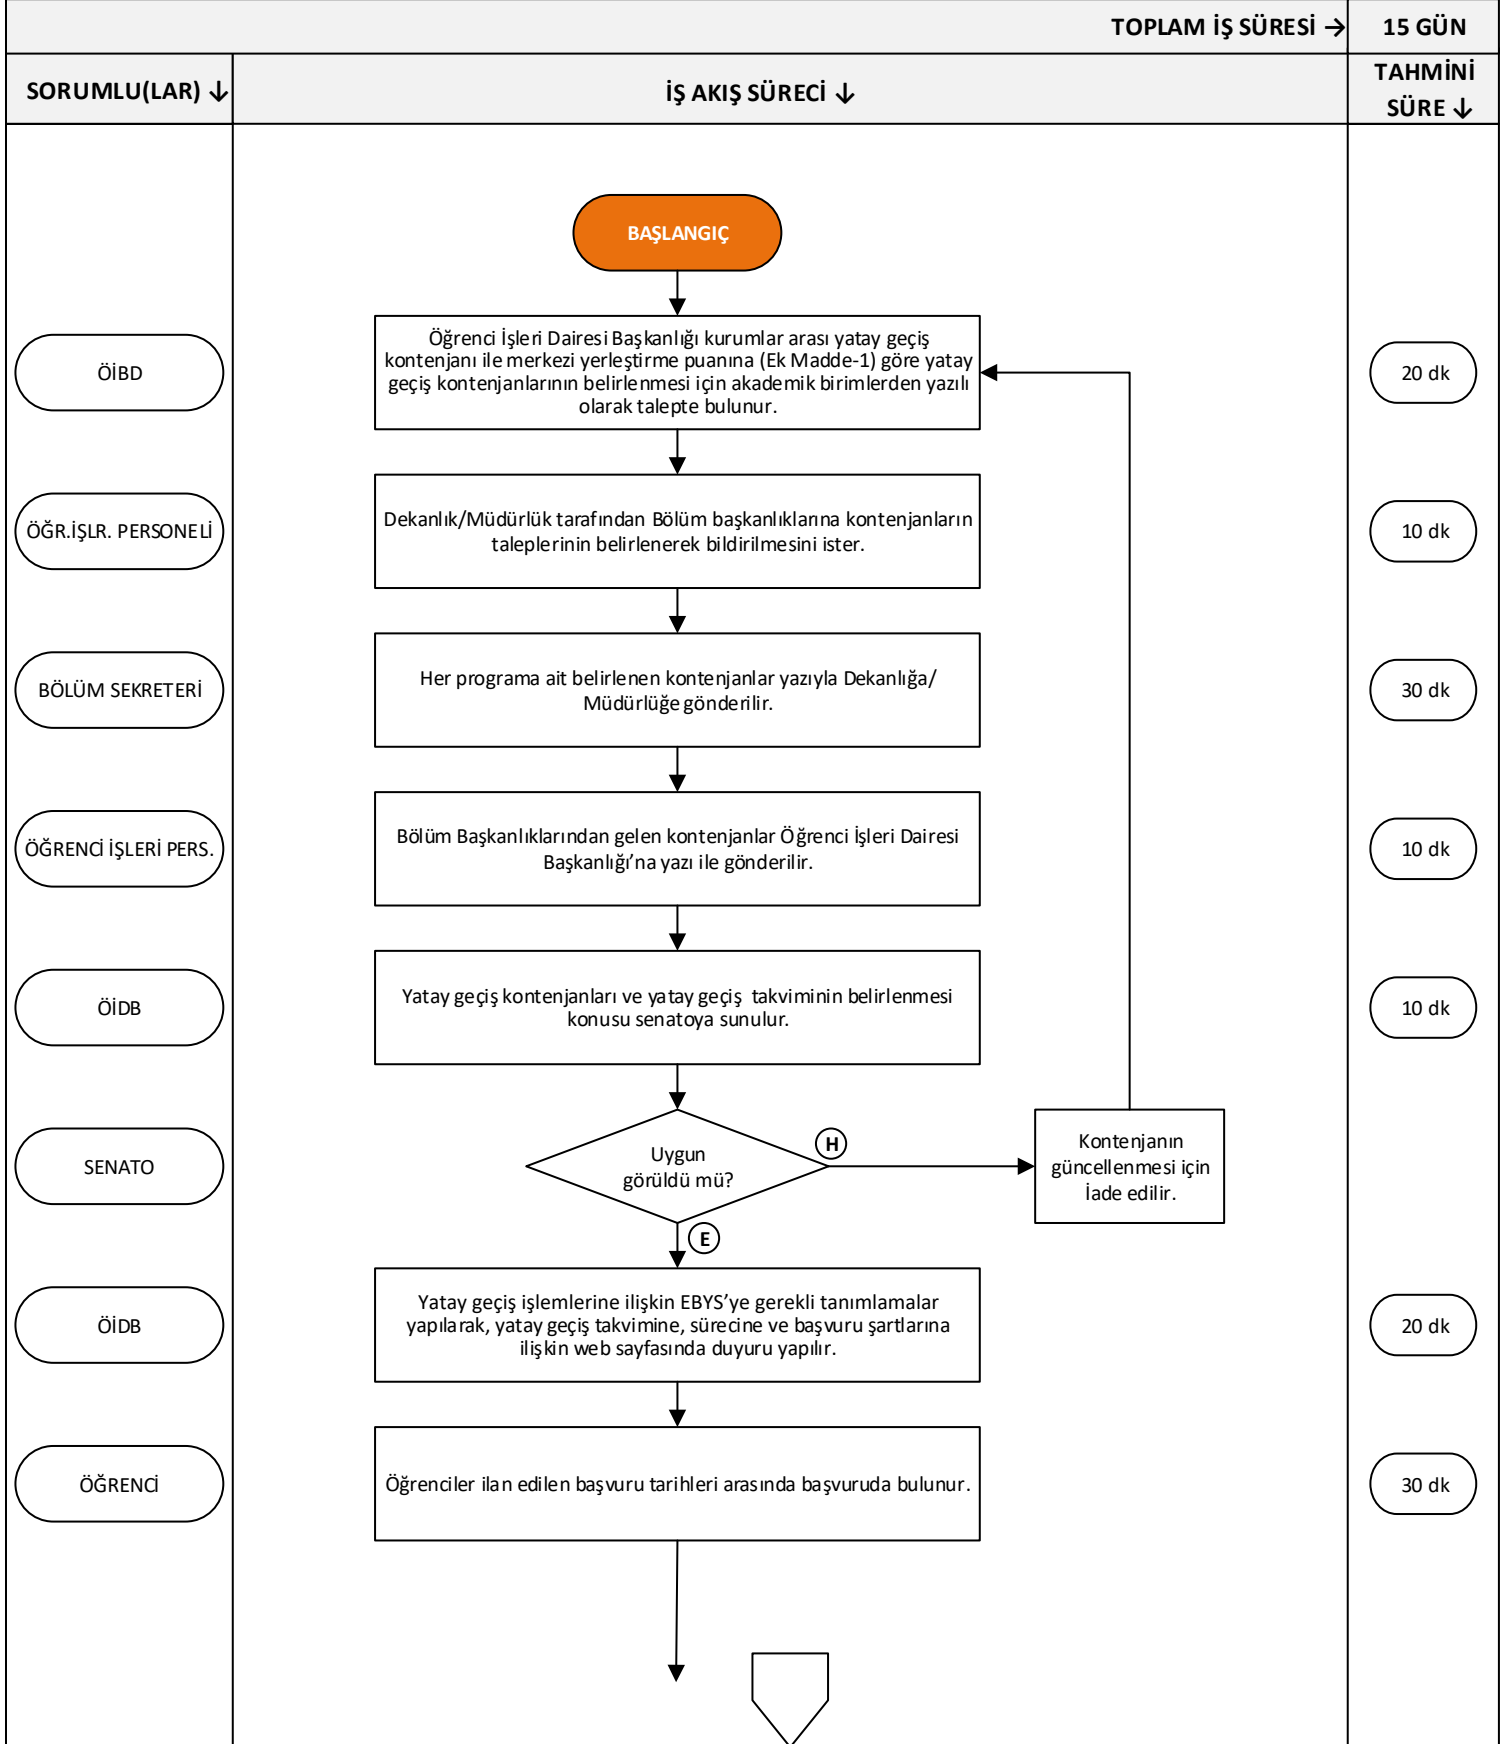 TOPLAM İŞ SÜRESİ →
15 GÜN
SORUMLU(LAR) ↓
İŞ AKIŞ SÜRECİ ↓
TAHMİNİ
SÜRE ↓
BAŞLANGIÇ
ÖİBD
Öğrenci İşleri Dairesi Başkanlığı kurumlar arası yatay geçiş
kontenjanı ile merkezi yerleştirme puanına (Ek Madde-1) göre yatay
geçiş kontenjanlarının belirlenmesi için akademik birimlerden yazılı
olarak talepte bulunur.
20 dk
ÖĞR.İŞLR. PERSONELİ
Dekanlık/Müdürlük tarafından Bölüm başkanlıklarına kontenjanların
taleplerinin belirlenerek bildirilmesini ister.
10 dk
BÖLÜM SEKRETERİ
Her programa ait belirlenen kontenjanlar yazıyla Dekanlığa/
Müdürlüğe gönderilir.
30 dk
ÖĞRENCİ İŞLERİ PERS.
Bölüm Başkanlıklarından gelen kontenjanlar Öğrenci İşleri Dairesi
Başkanlığı’na yazı ile gönderilir.
10 dk
ÖİDB
Yatay geçiş kontenjanları ve yatay geçiş takviminin belirlenmesi
konusu senatoya sunulur.
10 dk
SENATO
Uygun
görüldü mü?
H
Kontenjanın
güncellenmesi için
İade edilir.
E
ÖİDB
Yatay geçiş işlemlerine ilişkin EBYS’ye gerekli tanımlamalar
yapılarak, yatay geçiş takvimine, sürecine ve başvuru şartlarına
ilişkin web sayfasında duyuru yapılır.
20 dk
ÖĞRENCİ
Öğrenciler ilan edilen başvuru tarihleri arasında başvuruda bulunur.
30 dk